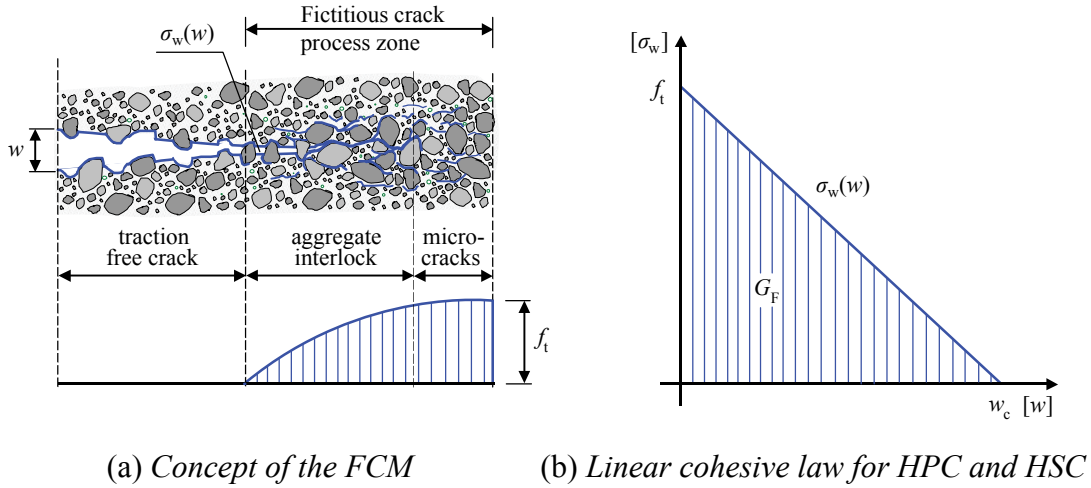 Fictitious crack
process zone
σw(w)
w
traction
free crack
aggregate
interlock
micro-
cracks
ft
(a) Concept of the FCM
[σw]
ft
σw(w)
GF
wc [w]
(b) Linear cohesive law for HPC and HSC